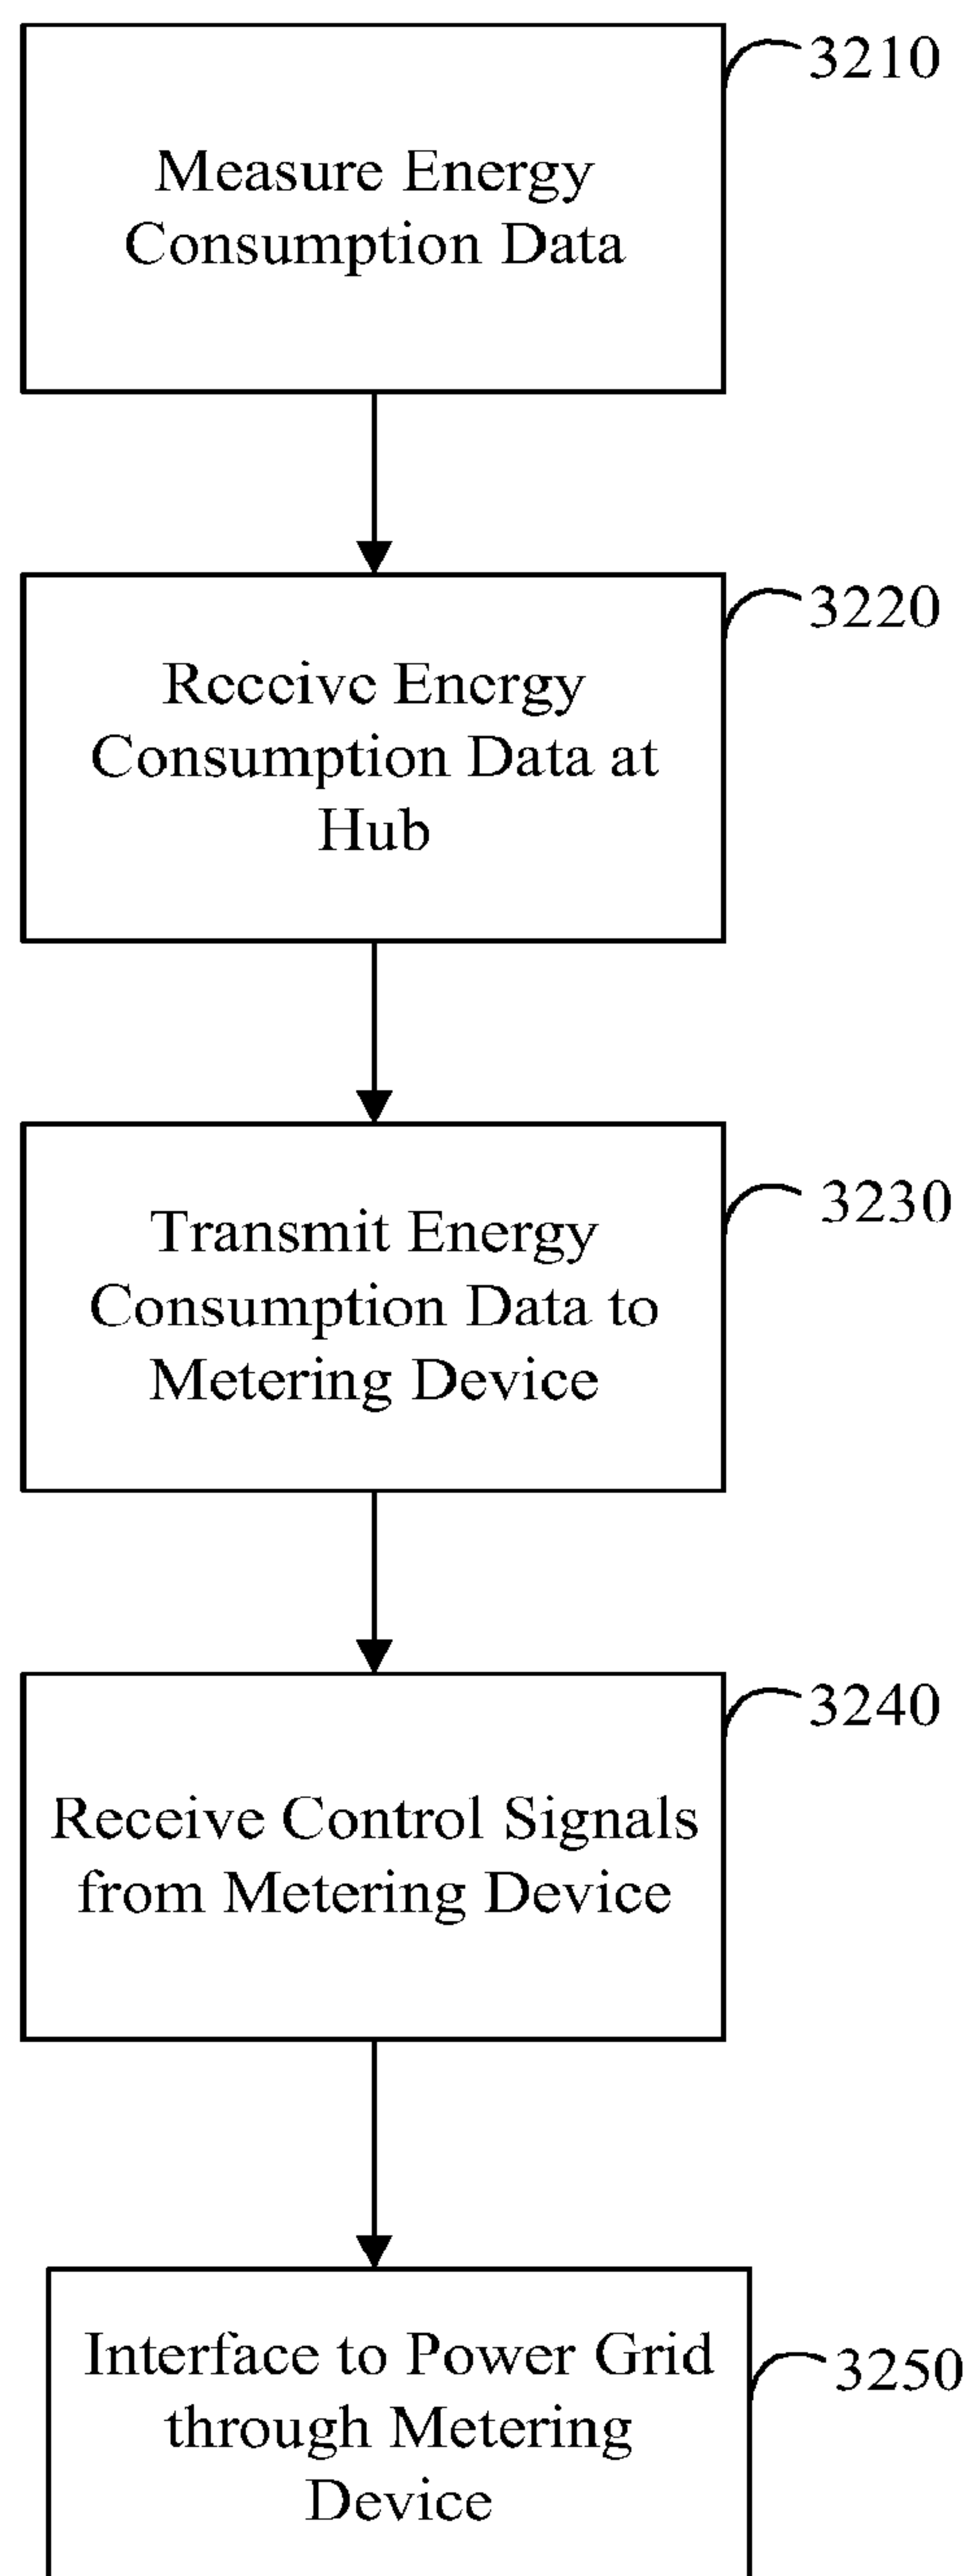 3210
Measure Energy
Consumption Data
3220
Receive Energy
Consumption Data at
Hub
3230
Transmit Energy
Consumption Data to
Metering Device
3240
Receive Control Signals
from Metering Device
3250
Interface to Power Grid
through Metering
Device